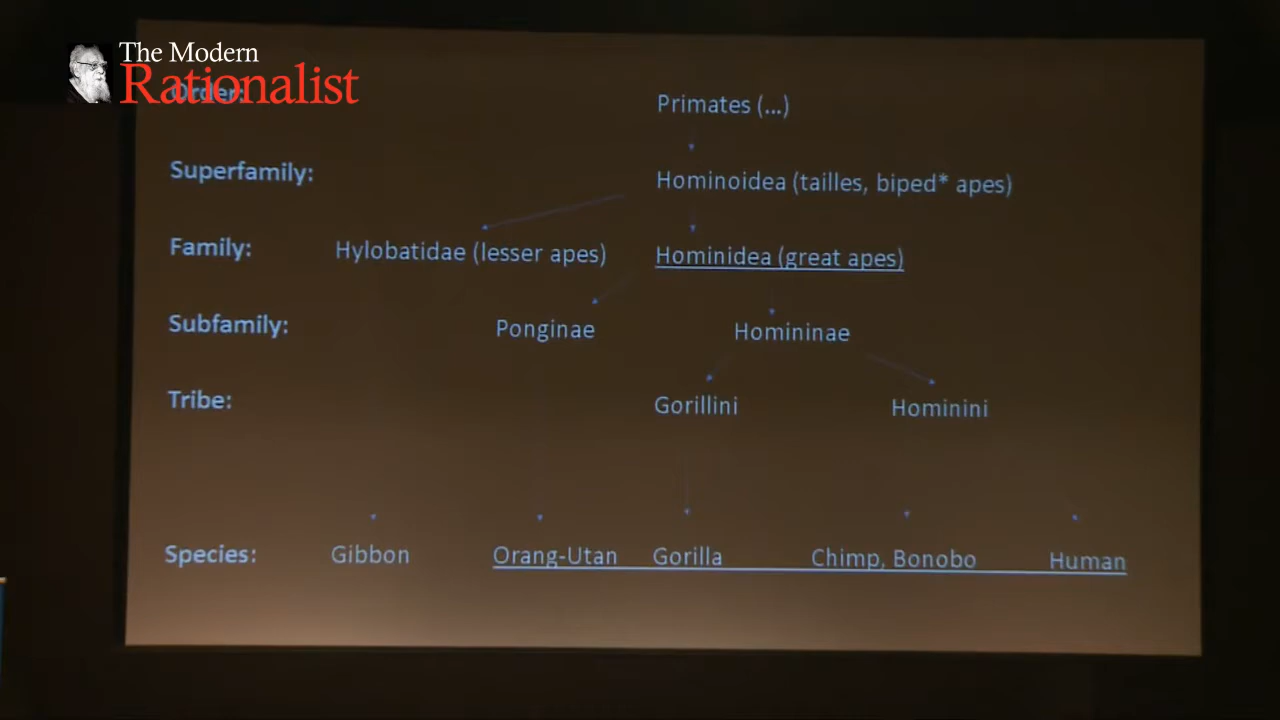 The Modern
Rationalist
Order:
Primates (...)
Superfamily:
Hominoidea (tailles, biped* apes)
Family:
Hylobatidae (lesser apes)
Hominidea (great apes)
Subfamily:
Ponginae
Homininae
Tribe:
Gorillini
Hominini
Species:
Gibbon
Orang-Utan
Gorilla
Chimp, Bonobo
Human